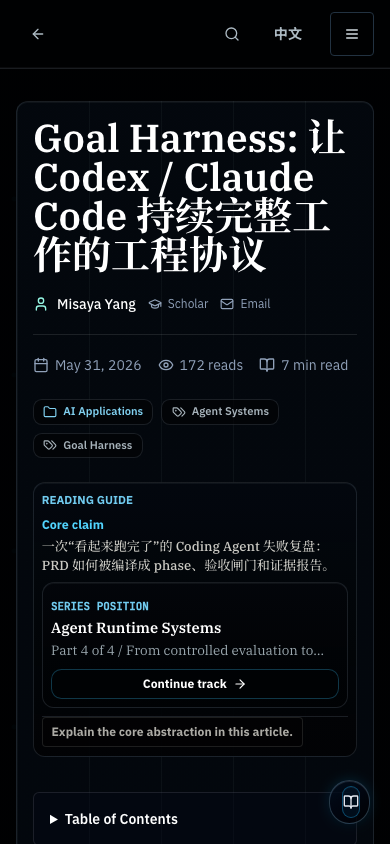 中文
Goal Harness: 让
Codex / Claude
Code 持续完整工
作的工程协议
Misaya Yang Scholar Email
May 31, 2026 172 reads 7 min read
AI Applications Agent Systems
Goal Harness
READING GUIDE
Core claim
一次“看起来跑完了”的 Coding Agent 失败复盘：
PRD 如何被编译成 phase、验收闸门和证据报告。
SERIES POSITION
Agent Runtime Systems
Part 4 of 4 / From controlled evaluation to...
Continue track
Explain the core abstraction in this article.
Table of Contents